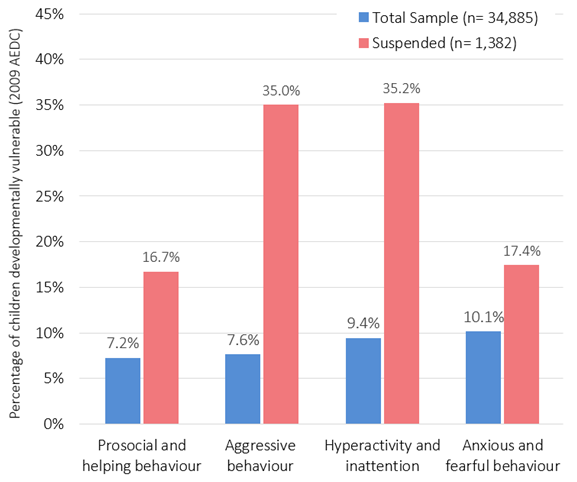 45%
40%
35%
30%
25%
20%
15%
10%
5%
0%
Percentage of children developmentally vulnerable (2009 AEDC)
Total Sample (n= 34,885)
Suspended (n= 1,382)
7.2%
16.7%
7.6%
35.0%
9.4%
35.2%
10.1%
17.4%
Prosocial and
helping behaviour
Aggressive
behaviour
Hyperactivity and
inattention
Anxious and
fearful behaviour